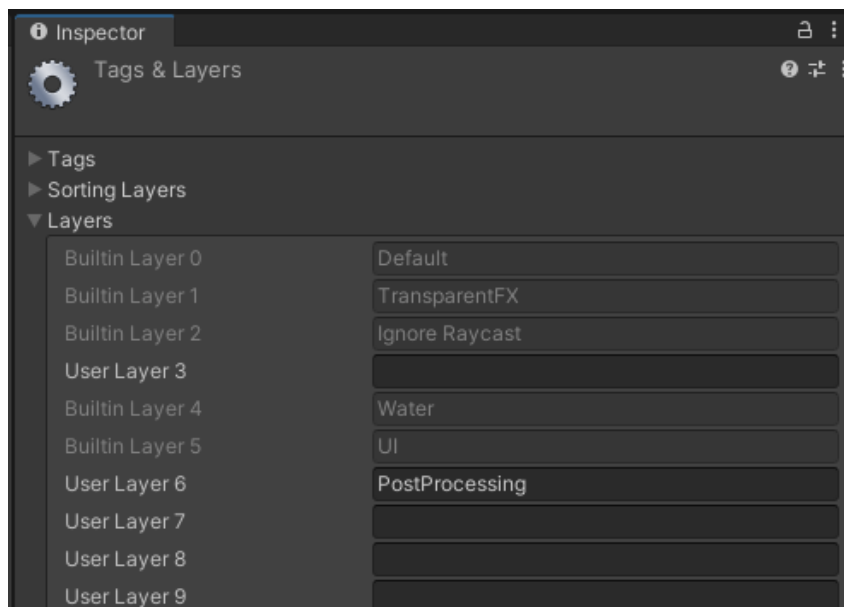 Inspector
Tags & Layers
Tags
Sorting Layers
Layers
Builtin Layer 0 Default
Builtin Layer 1 TransparentFX
Builtin Layer 2 Ignore Raycast
User Layer 3
Builtin Layer 4 Water
Builtin Layer 5 UI
User Layer 6 PostProcessing
User Layer 7
User Layer 8
User Layer 9